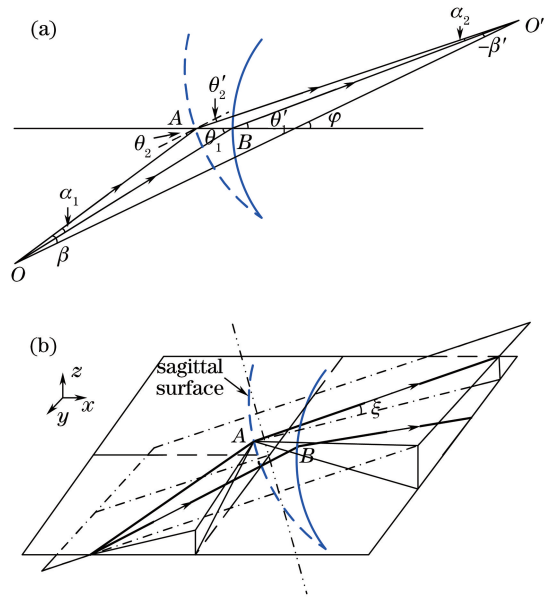 (a)
α₂
O′
−β′
θ′₂
A
θ₂
θ₁
B
θ′₁
φ
α₁
β
O
(b)
z
x
y
sagittal
surface
A
B
ξ